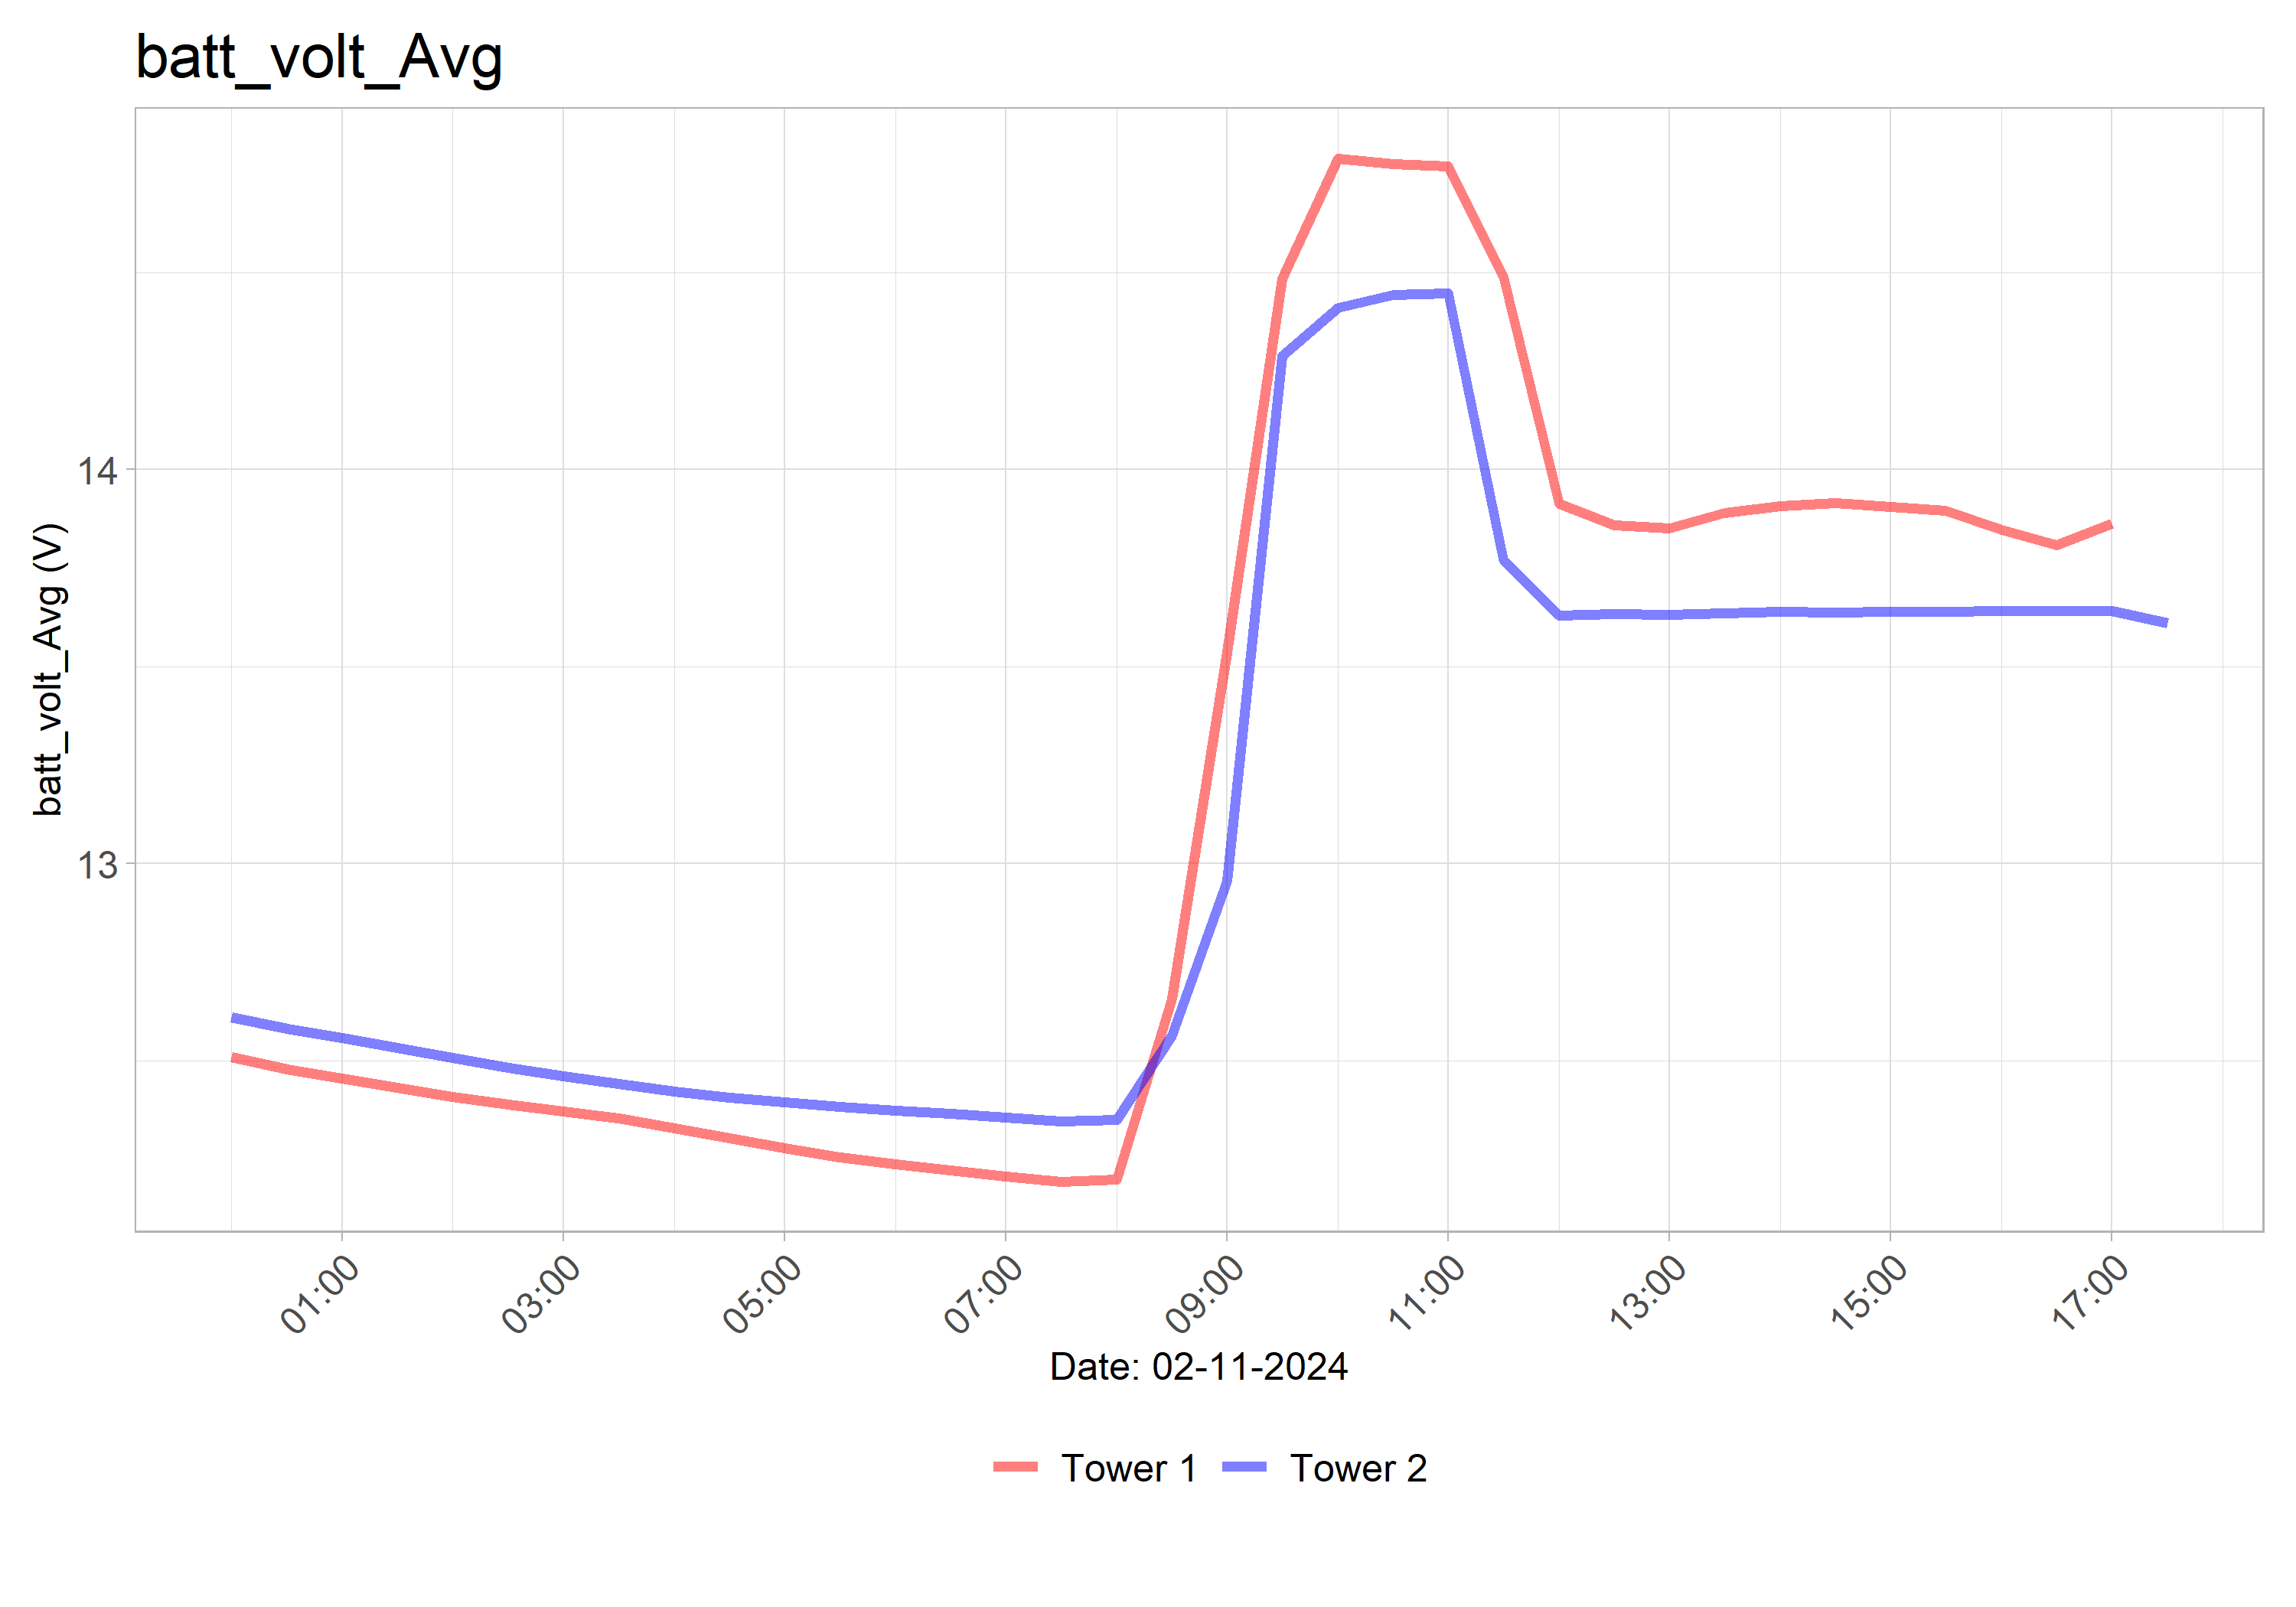 batt_volt_Avg
batt_volt_Avg (V)
14
13
01:00 03:00 05:00 07:00 09:00 11:00 13:00 15:00 17:00
Date: 02-11-2024
Tower 1 Tower 2